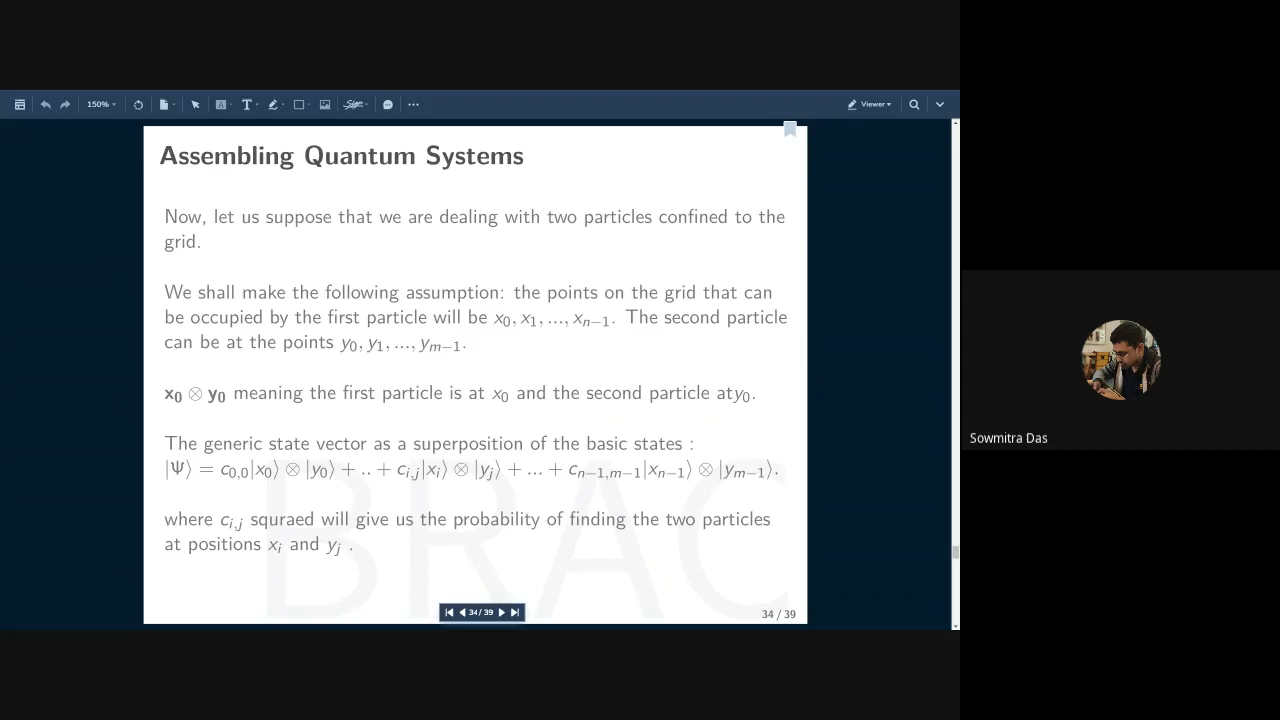 150%
Sign
Viewer
Assembling Quantum Systems
Now, let us suppose that we are dealing with two particles confined to the
grid.
We shall make the following assumption: the points on the grid that can
be occupied by the first particle will be x₀, x₁, ..., xₙ₋₁. The second particle
can be at the points y₀, y₁, ..., yₘ₋₁.
x₀ ⊗ y₀ meaning the first particle is at x₀ and the second particle aty₀.
The generic state vector as a superposition of the basic states :
|Ψ⟩ = c₀,₀|x₀⟩ ⊗ |y₀⟩ + .. + cᵢ,ⱼ|xᵢ⟩ ⊗ |yⱼ⟩ + ... + cₙ₋₁,ₘ₋₁|xₙ₋₁⟩ ⊗ |yₘ₋₁⟩.
where cᵢ,ⱼ squraed will give us the probability of finding the two particles
at positions xᵢ and yⱼ .
BRAC
34 / 39
34 / 39
Sowmitra Das